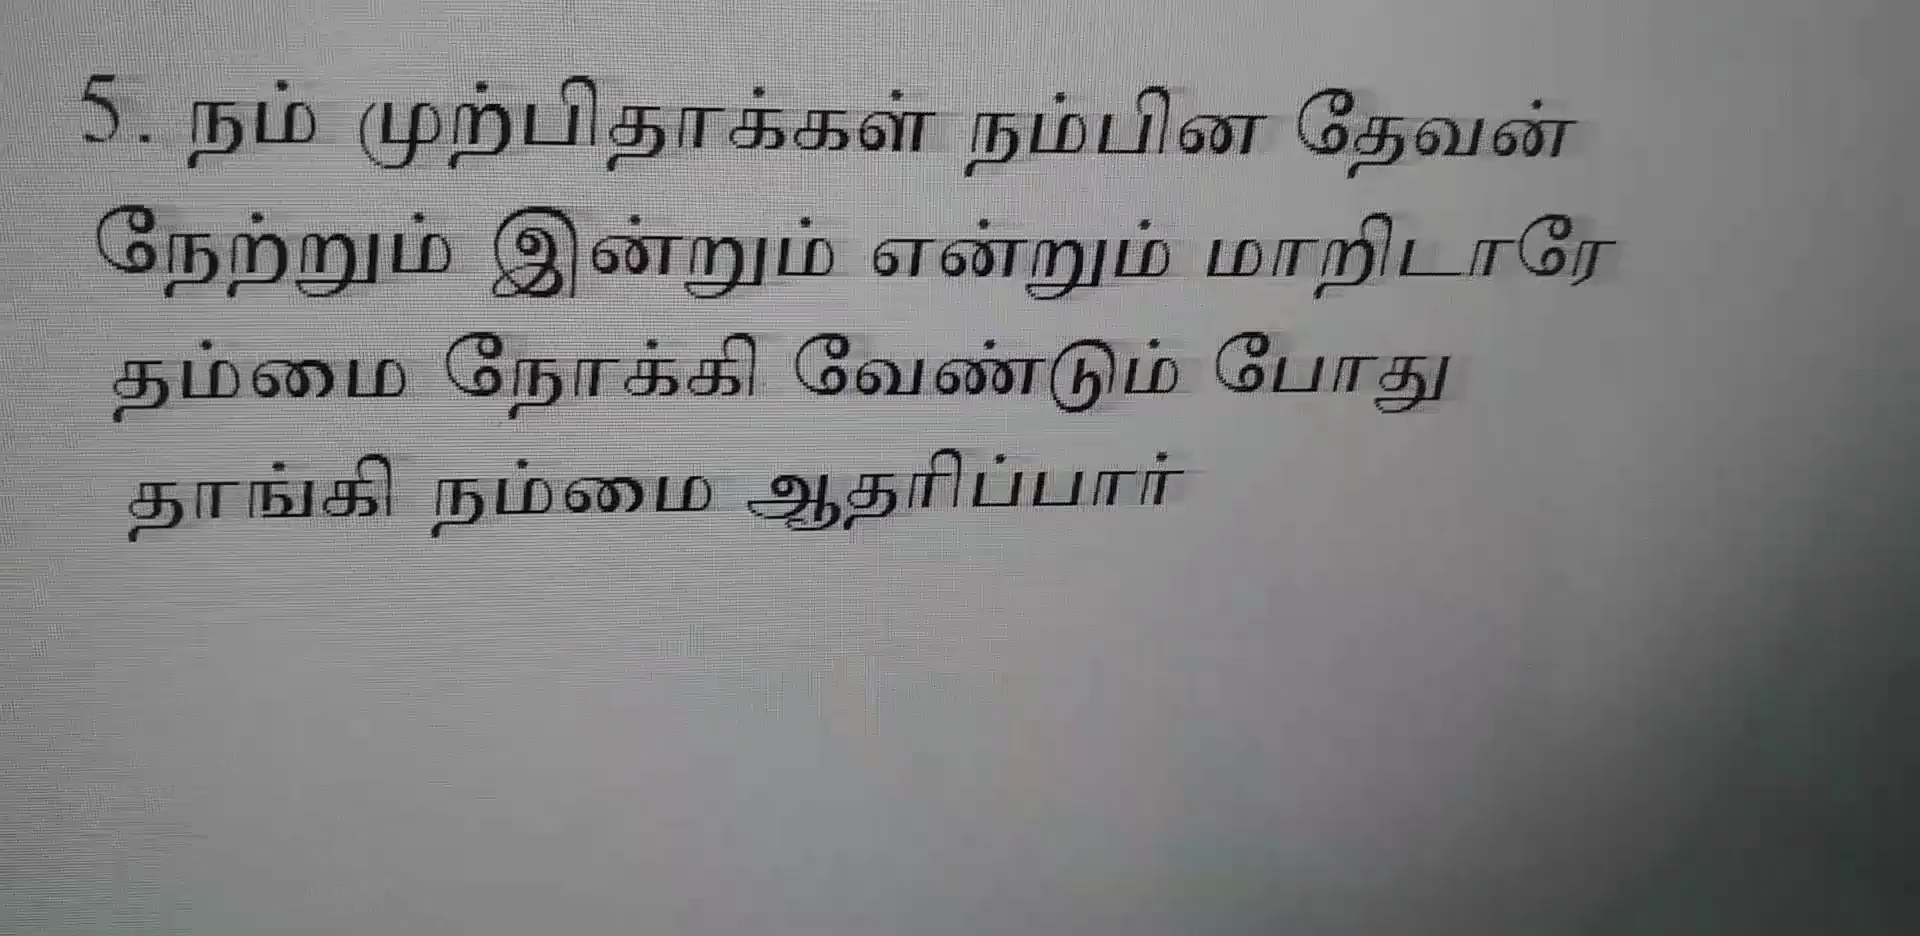 5. நம் முற்பிதாக்கள் நம்பின தேவன்
நேற்றும் இன்றும் என்றும் மாறிடாரே
தம்மை நோக்கி வேண்டும் போது
தாங்கி நம்மை ஆதரிப்பார்